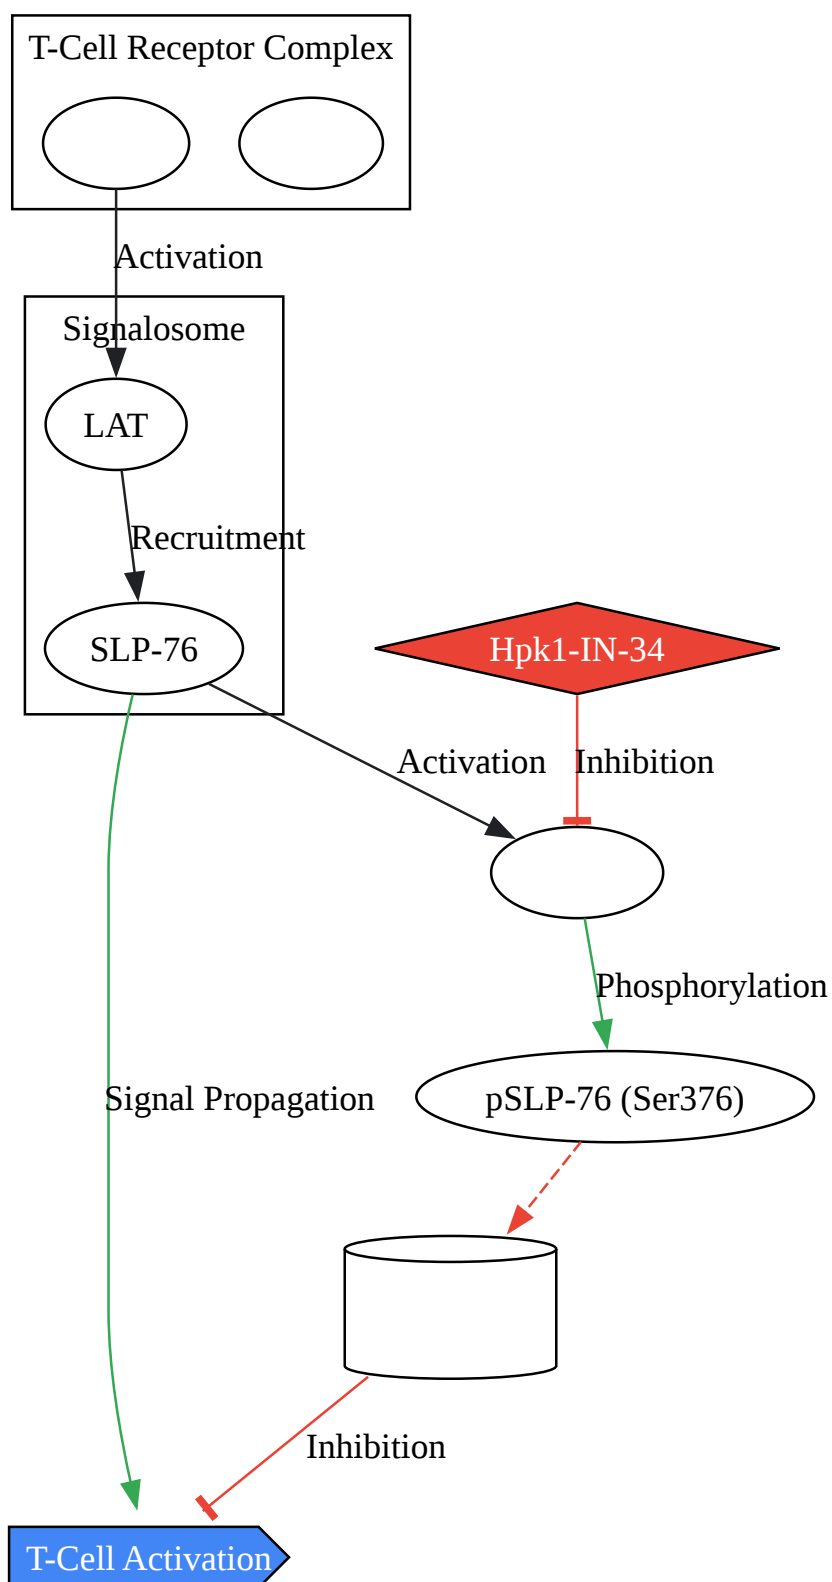 T-Cell Receptor Complex
Activation
Signalosome
LAT
Recruitment
SLP-76
Hpk1-IN-34
Activation
Inhibition
Phosphorylation
Signal Propagation
pSLP-76 (Ser376)
Inhibition
T-Cell Activation